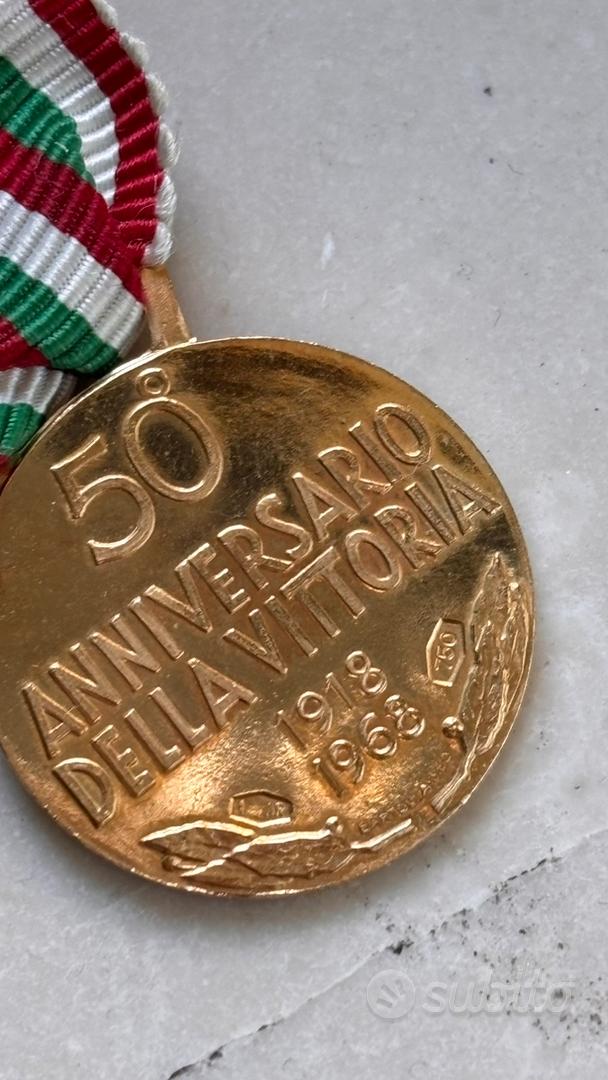 50°
ANNIVERSARIO
DELLA VITTORIA
1918
1968
750
subito